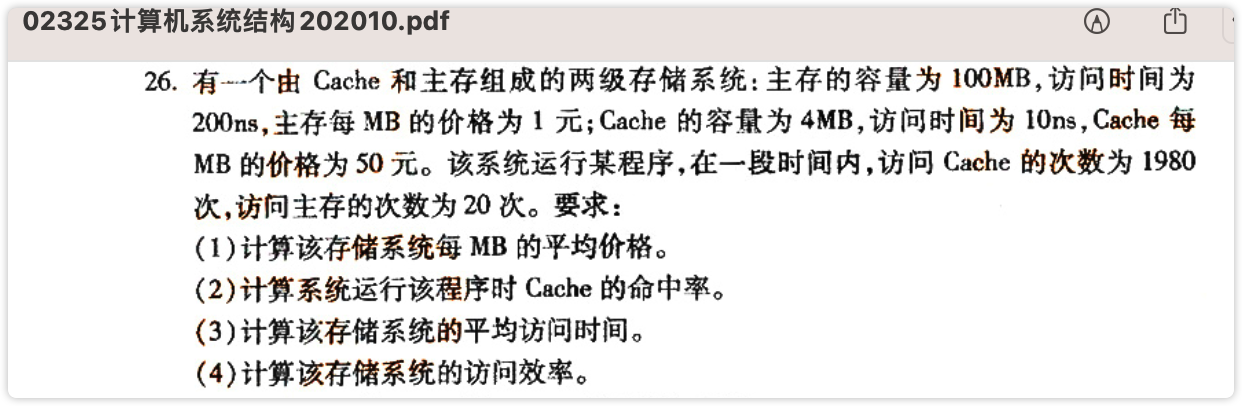 02325计算机系统结构202010.pdf
26. 有一个由 Cache 和主存组成的两级存储系统:主存的容量为 100MB,访问时间为
200ns,主存每 MB 的价格为 1 元;Cache 的容量为 4MB,访问时间为 10ns,Cache 每
MB 的价格为 50 元。该系统运行某程序,在一段时间内,访问 Cache 的次数为 1980
次,访问主存的次数为 20 次。要求:
(1)计算该存储系统每 MB 的平均价格。
(2)计算系统运行该程序时 Cache 的命中率。
(3)计算该存储系统的平均访问时间。
(4)计算该存储系统的访问效率。